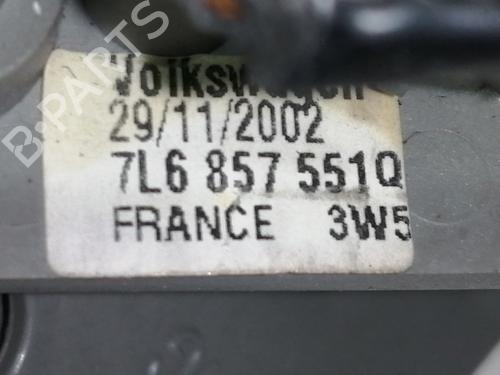 Volkswagen
29/11/2002
7L6 857 551Q
FRANCE 3W5
B-PARTS